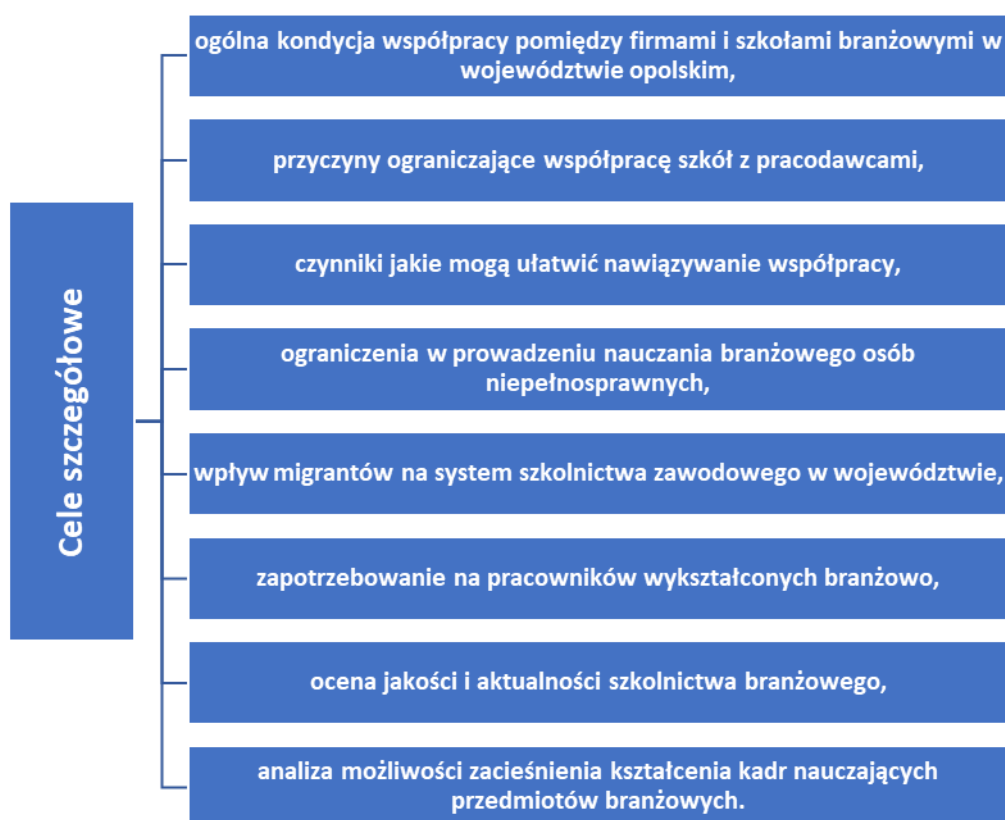 Cele szczegółowe
ogólna kondycja współpracy pomiędzy firmami i szkołami branżowymi w
województwie opolskim,
przyczyny ograniczające współpracę szkół z pracodawcami,
czynniki jakie mogą ułatwić nawiązywanie współpracy,
ograniczenia w prowadzeniu nauczania branżowego osób
niepełnosprawnych,
wpływ migrantów na system szkolnictwa zawodowego w województwie,
zapotrzebowanie na pracowników wykształconych branżowo,
ocena jakości i aktualności szkolnictwa branżowego,
analiza możliwości zacieśnienia kształcenia kadr nauczających
przedmiotów branżowych.